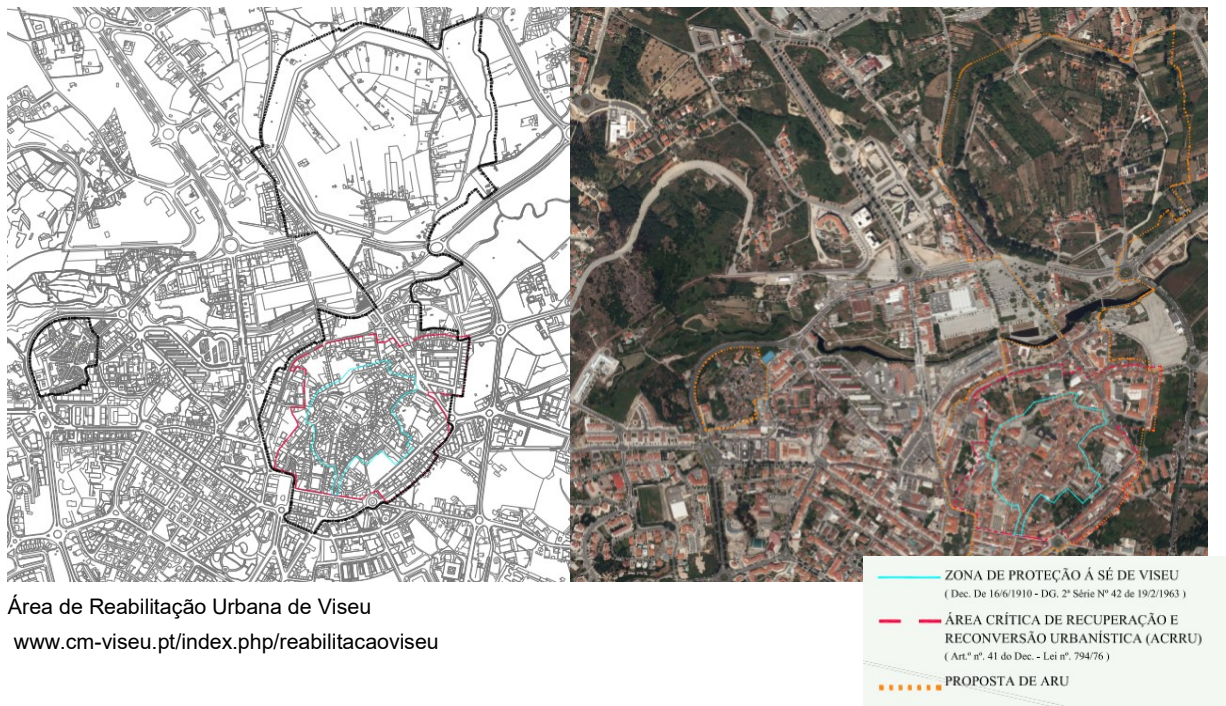 Área de Reabilitação Urbana de Viseu
www.cm-viseu.pt/index.php/reabilitacaoviseu
ZONA DE PROTEÇÃO Á SÉ DE VISEU
( Dec. De 16/6/1910 - DG. 2ª Série Nº 42 de 19/2/1963 )
ÁREA CRÍTICA DE RECUPERAÇÃO E
RECONVERSÃO URBANÍSTICA (ACRRU)
( Art.º nº. 41 do Dec. - Lei nº. 794/76 )
PROPOSTA DE ARU